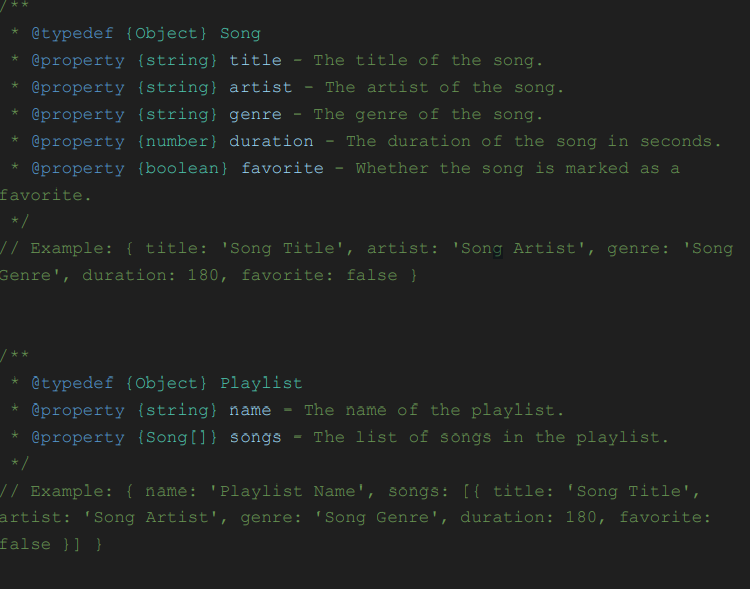 /**
 * @typedef {Object} Song
 * @property {string} title - The title of the song.
 * @property {string} artist - The artist of the song.
 * @property {string} genre - The genre of the song.
 * @property {number} duration - The duration of the song in seconds.
 * @property {boolean} favorite - Whether the song is marked as a
favorite.
 */
// Example: { title: 'Song Title', artist: 'Song Artist', genre: 'Song
Genre', duration: 180, favorite: false }
/**
 * @typedef {Object} Playlist
 * @property {string} name - The name of the playlist.
 * @property {Song[]} songs - The list of songs in the playlist.
 */
// Example: { name: 'Playlist Name', songs: [{ title: 'Song Title',
artist: 'Song Artist', genre: 'Song Genre', duration: 180, favorite:
false }] }